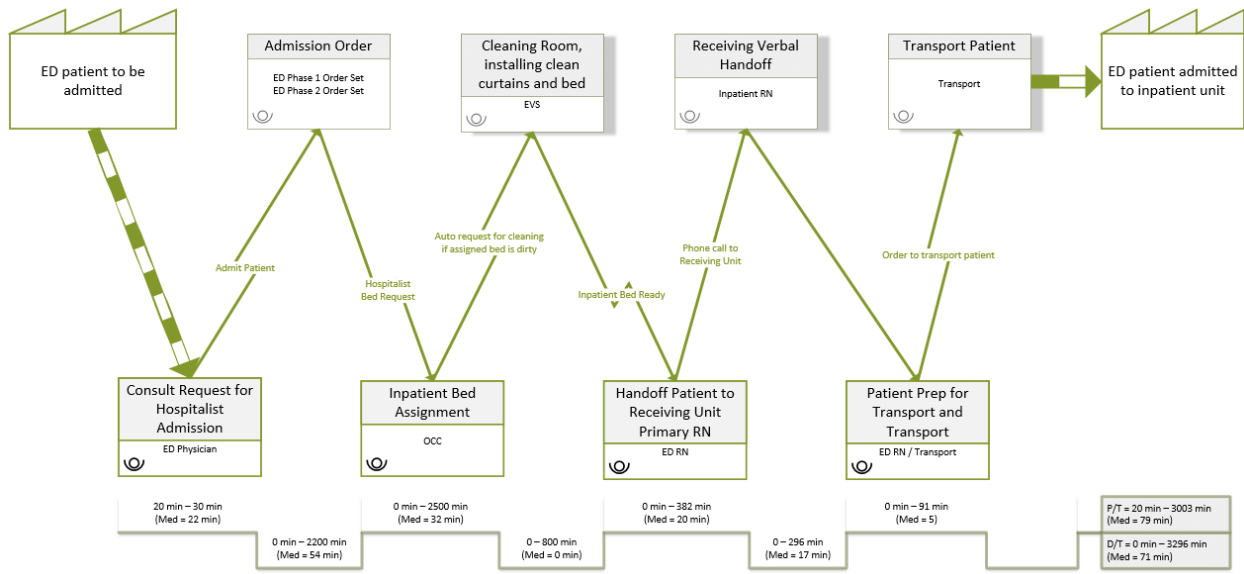 ED patient to be
admitted
Admission Order
ED Phase 1 Order Set
ED Phase 2 Order Set
Cleaning Room,
installing clean
curtains and bed
EVS
Receiving Verbal
Handoff
Inpatient RN
Transport Patient
Transport
ED patient admitted
to inpatient unit
Admit Patient
Hospitalist
Bed Request
Auto request for cleaning
if assigned bed is dirty
Inpatient Bed Ready
Phone call to
Receiving Unit
Order to transport patient
Consult Request for
Hospitalist
Admission
ED Physician
Inpatient Bed
Assignment
OCC
Handoff Patient to
Receiving Unit
Primary RN
ED RN
Patient Prep for
Transport and
Transport
ED RN / Transport
20 min – 30 min
(Med = 22 min)
0 min – 2200 min
(Med = 54 min)
0 min – 2500 min
(Med = 32 min)
0 – 800 min
(Med = 0 min)
0 min – 382 min
(Med = 20 min)
0 – 296 min
(Med = 17 min)
0 min – 91 min
(Med = 5)
P/T = 20 min – 3003 min
(Med = 79 min)
D/T = 0 min – 3296 min
(Med = 71 min)